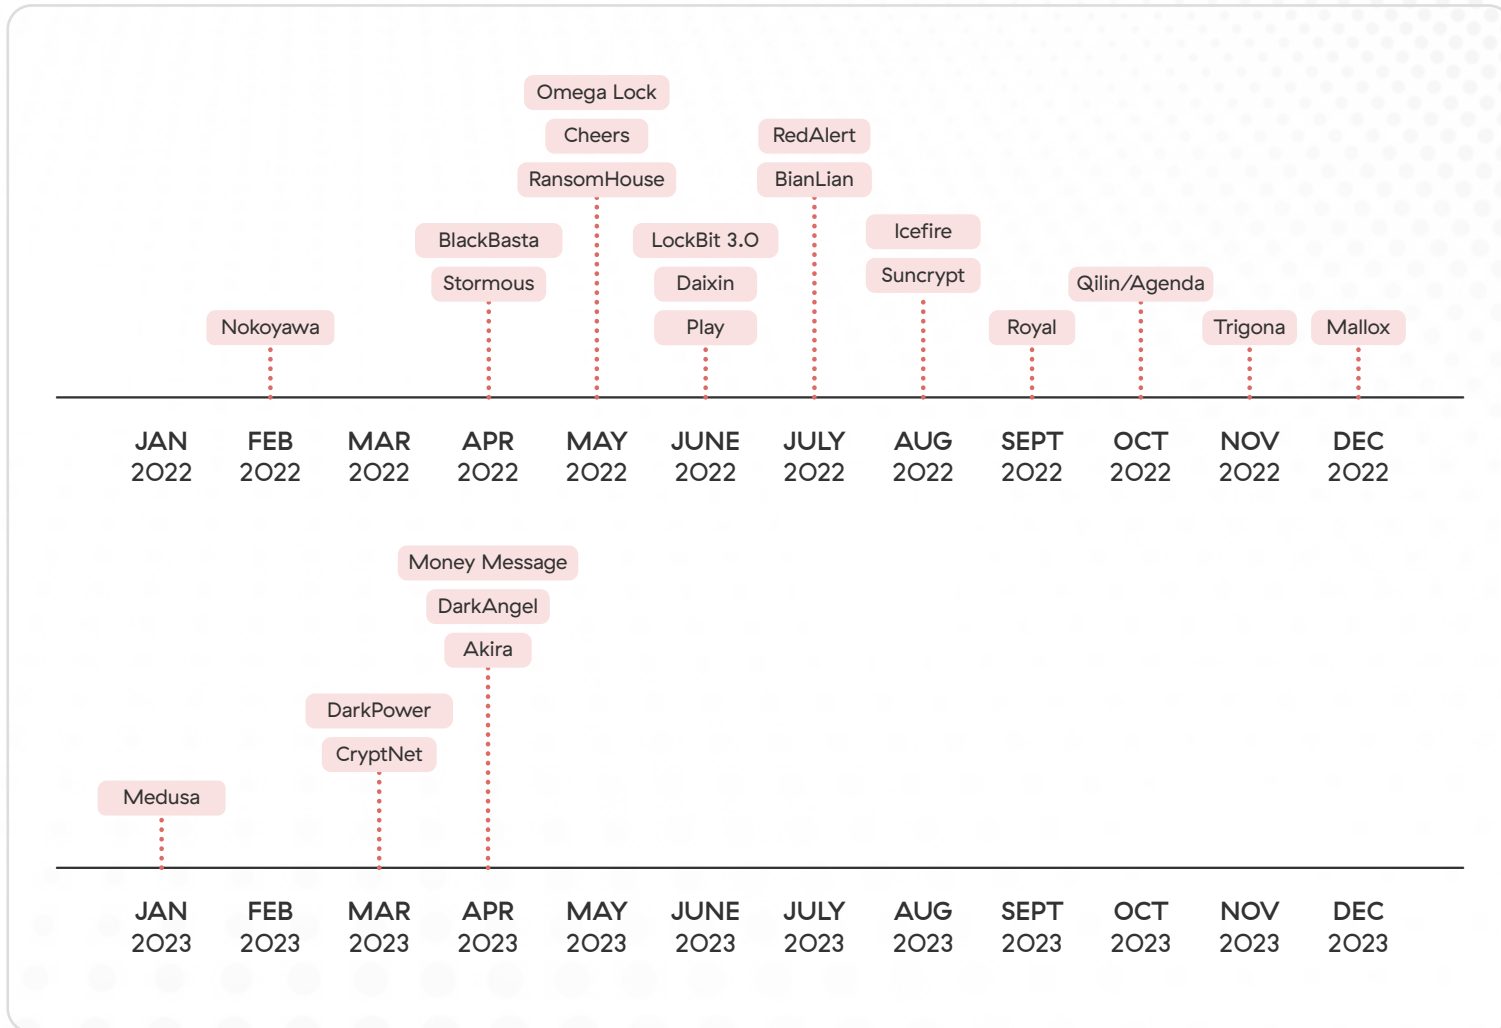 Omega Lock
Cheers
RedAlert
RansomHouse
BianLian
Icefire
BlackBasta
LockBit 3.0
Suncrypt
Stormous
Daixin
Qilin/Agenda
Nokoyawa
Play
Royal
Trigona
Mallox
JAN FEB MAR APR MAY JUNE JULY AUG SEPT OCT NOV DEC
2022 2022 2022 2022 2022 2022 2022 2022 2022 2022 2022 2022
Money Message
DarkAngel
Akira
DarkPower
CryptNet
Medusa
JAN FEB MAR APR MAY JUNE JULY AUG SEPT OCT NOV DEC
2023 2023 2023 2023 2023 2023 2023 2023 2023 2023 2023 2023